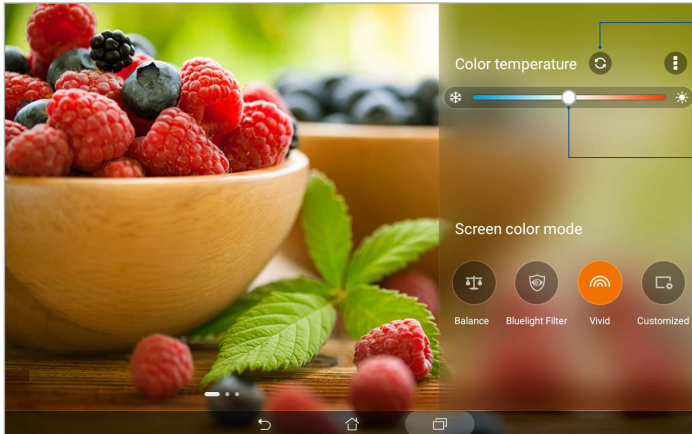 Color temperature
Screen color mode
Balance
Bluelight Filter
Vivid
Customized